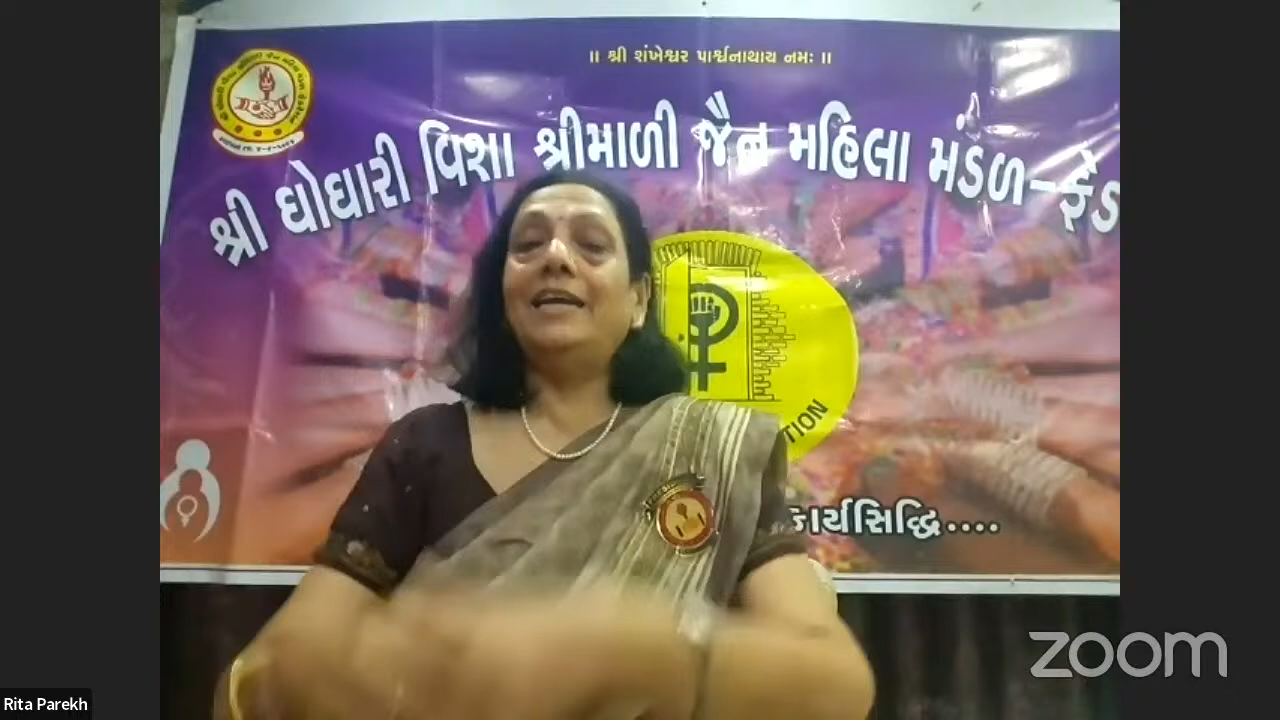 ॥ શ્રી શંખેશ્વર પાર્શ્વનાથાય નમઃ ॥
શ્રી ઘોઘારી વિશા શ્રીમાળી જૈન મહિલા મંડળ-ફેડ
TION
કાર્યસિદ્ધિ....
zoom
Rita Parekh